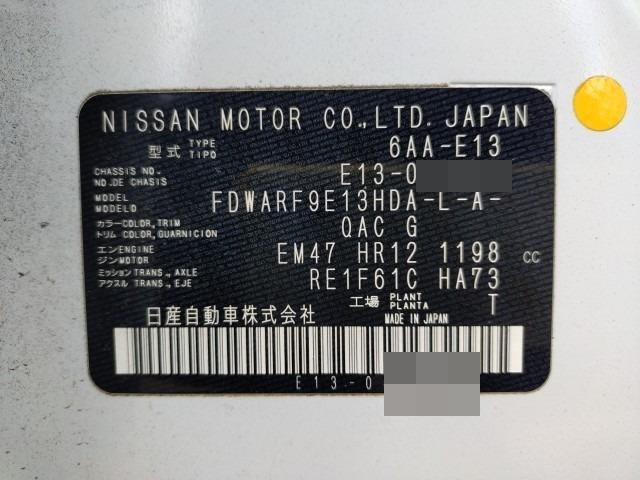 NISSAN MOTOR CO.,LTD. JAPAN
型式 TYPE TIPO 6AA-E13
CHASSIS NO. NO.DE CHASIS E13-0
MODEL MODELO FDWARF9E13HDA-L-A-
カラー COLOR,TRIM トリム COLOR,GUARNICION QAC G
エンジン ENGINE ジン MOTOR EM47 HR12 1198 CC
ミッション TRANS., AXLE アクスル TRANS., EJE RE1F61C HA73
工場 PLANT PLANTA T
日産自動車株式会社 MADE IN JAPAN
E13-0